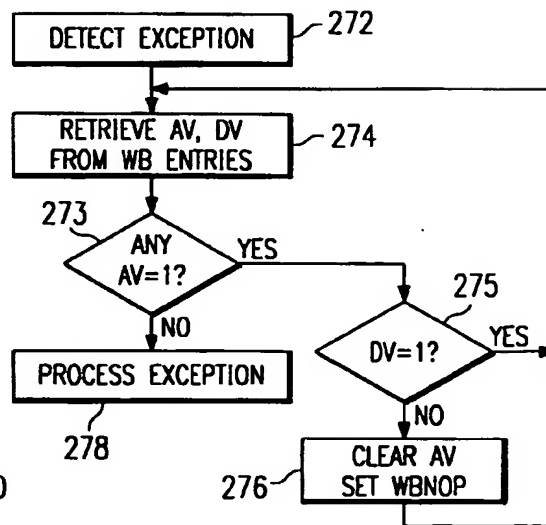 DETECT EXCEPTION
272
RETRIEVE AV, DV
FROM WB ENTRIES
274
273
ANY
AV=1?
YES
NO
275
DV=1?
YES
NO
PROCESS EXCEPTION
278
276
CLEAR AV
SET WBNOP